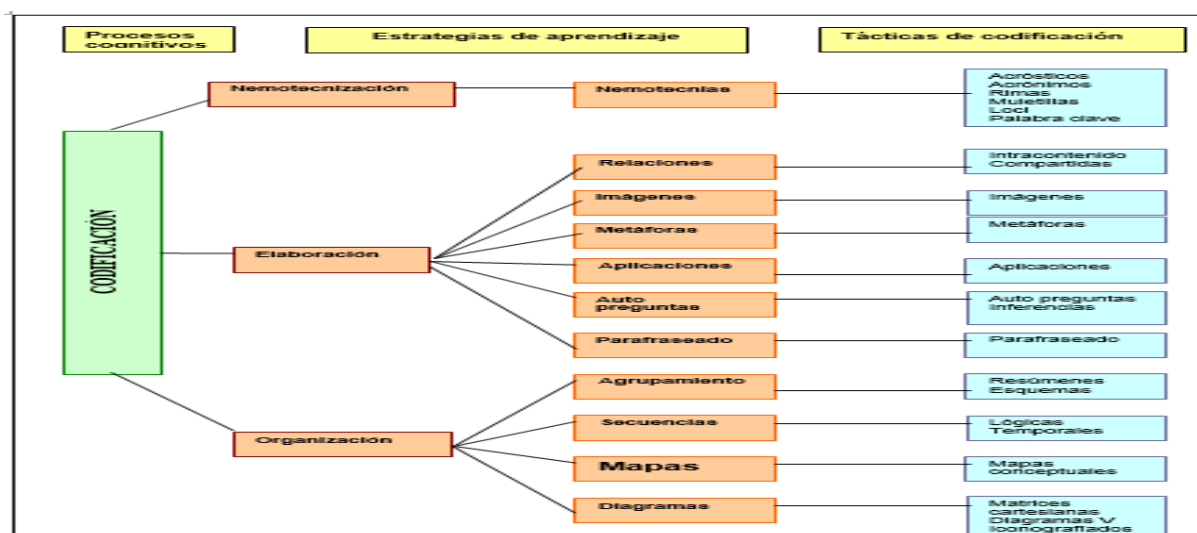 Procesos
cognitivos
Estrategias de aprendizaje
Tácticas de codificación
CODIFICACIÓN
Nemotecnización
Nemotecnias
Acrósticos
Acrónimos
Rimas
Muletillas
Loci
Palabra clave
Elaboración
Relaciones
Intracontenido
Compartidas
Imágenes
Imágenes
Metáforas
Metáforas
Aplicaciones
Aplicaciones
Auto
preguntas
Auto preguntas
Inferencias
Parafraseado
Parafraseado
Organización
Agrupamiento
Resúmenes
Esquemas
Secuencias
Lógicas
Temporales
Mapas
Mapas
conceptuales
Diagramas
Matrices
cartesianas
Diagramas V
Iconografiados